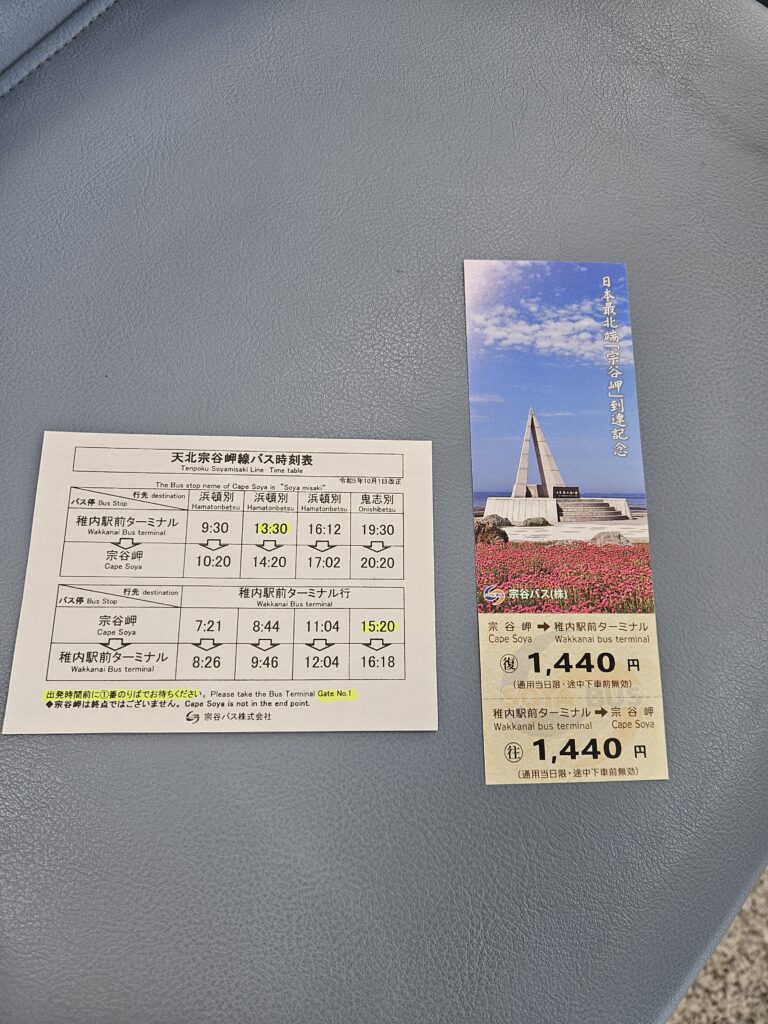 天北宗谷岬線バス時刻表
Tenpoku Soyamisaki Line Time table
令和5年10月1日改正
The Bus stop neme of Cape Soya is "Soya misaki"
行先 destination 浜頓別 浜頓別 浜頓別 鬼志別
バス停 Bus Stop Hamatonbetsu Hamatonbetsu Hamatonbetsu Onishibetsu
稚内駅前ターミナル 9:30 13:30 16:12 19:30
Wakkanai Bus terminal
宗谷岬 10:20 14:20 17:02 20:20
Cape Soya
行先 destination 稚内駅前ターミナル行
バス停 Bus Stop Wakkanai Bus terminal
宗谷岬 7:21 8:44 11:04 15:20
Cape Soya
稚内駅前ターミナル 8:26 9:46 12:04 16:18
Wakkanai Bus terminal
出発時間前に①番のりばでお待ちください。Please take the Bus Terminal Gate No.1
◆宗谷岬は終点ではございません。Cape Soya is not in the end point.
宗谷バス株式会社
日本最北端「宗谷岬」到達記念
宗谷バス(株)
宗谷岬 ➡ 稚内駅前ターミナル
Cape Soya Wakkanai bus terminal
復 1,440 円
(通用当日限・途中下車前無効)
稚内駅前ターミナル ➡ 宗谷岬
Wakkanai bus terminal Cape Soya
往 1,440 円
(通用当日限・途中下車前無効)